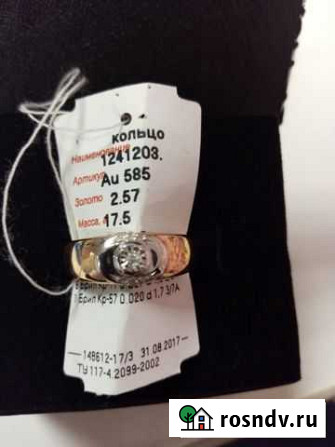 кольцо
Наименование
1241203.
Артикул
Au 585
Золото
2.57
Масса,
17.5
1 Брил Кр-57 0.020 d 1.7 3/7А
148612-17/3 31.08.2017
ТУ 117-4.2099-2002
rosndv.ru